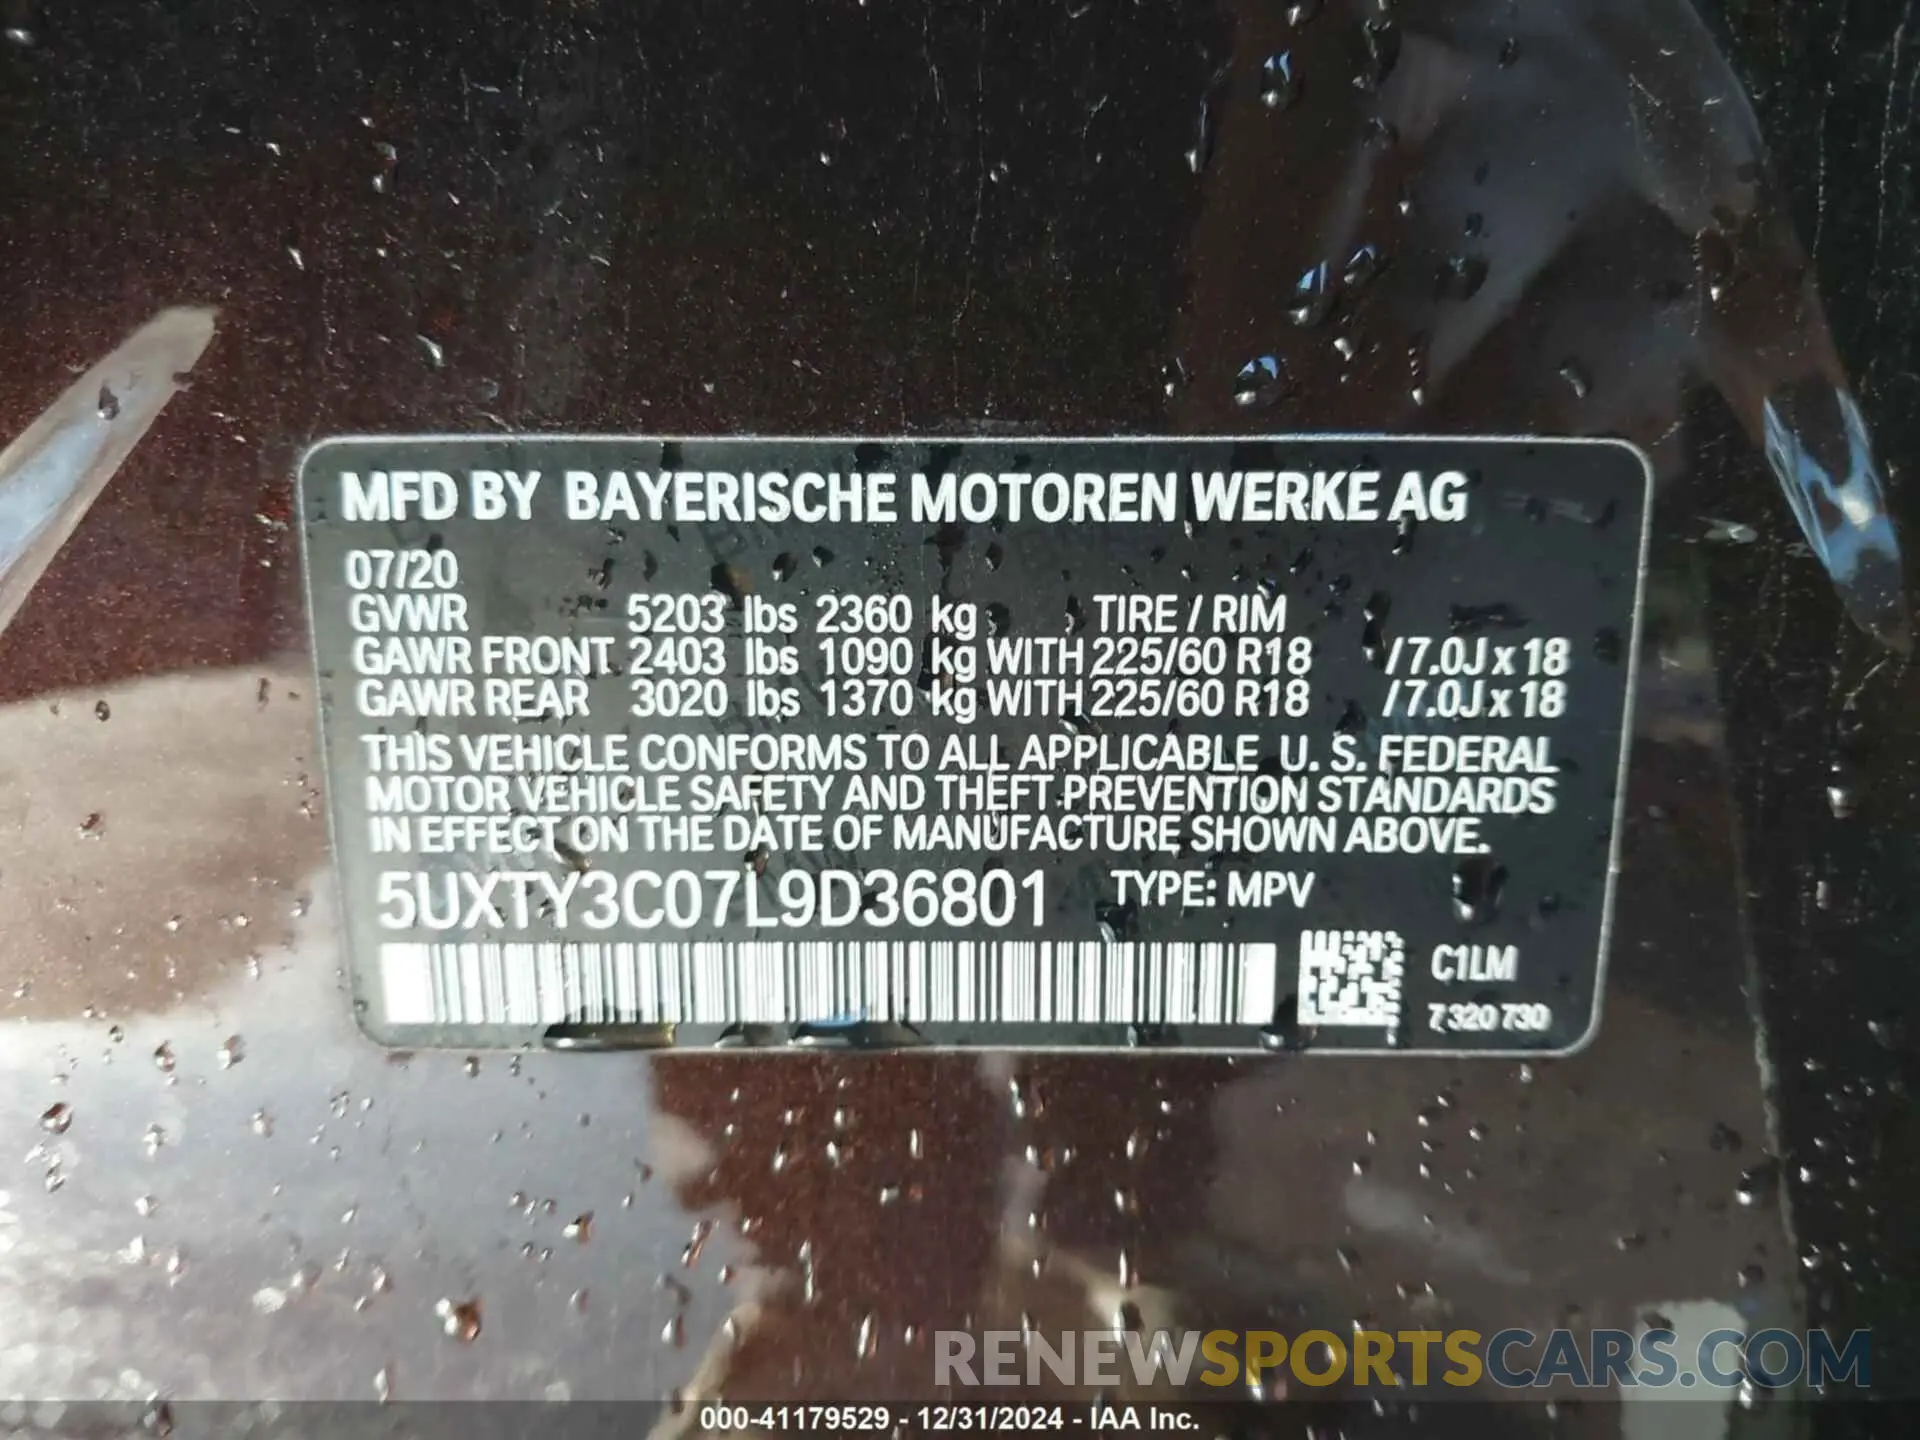 MFD BY BAYERISCHE MOTOREN WERKE AG
07/20
GVWR 5203 lbs 2360 kg TIRE / RIM
GAWR FRONT 2403 lbs 1090 kg WITH 225/60 R18 /7.0J x 18
GAWR REAR 3020 lbs 1370 kg WITH 225/60 R18 /7.0J x 18
THIS VEHICLE CONFORMS TO ALL APPLICABLE U. S. FEDERAL
MOTOR VEHICLE SAFETY AND THEFT PREVENTION STANDARDS
IN EFFECT ON THE DATE OF MANUFACTURE SHOWN ABOVE.
5UXTY3C07L9D36801 TYPE: MPV
C1LM
7 320 730
RENEWSPORTSCARS.COM
000-41179529 - 12/31/2024 - IAA Inc.